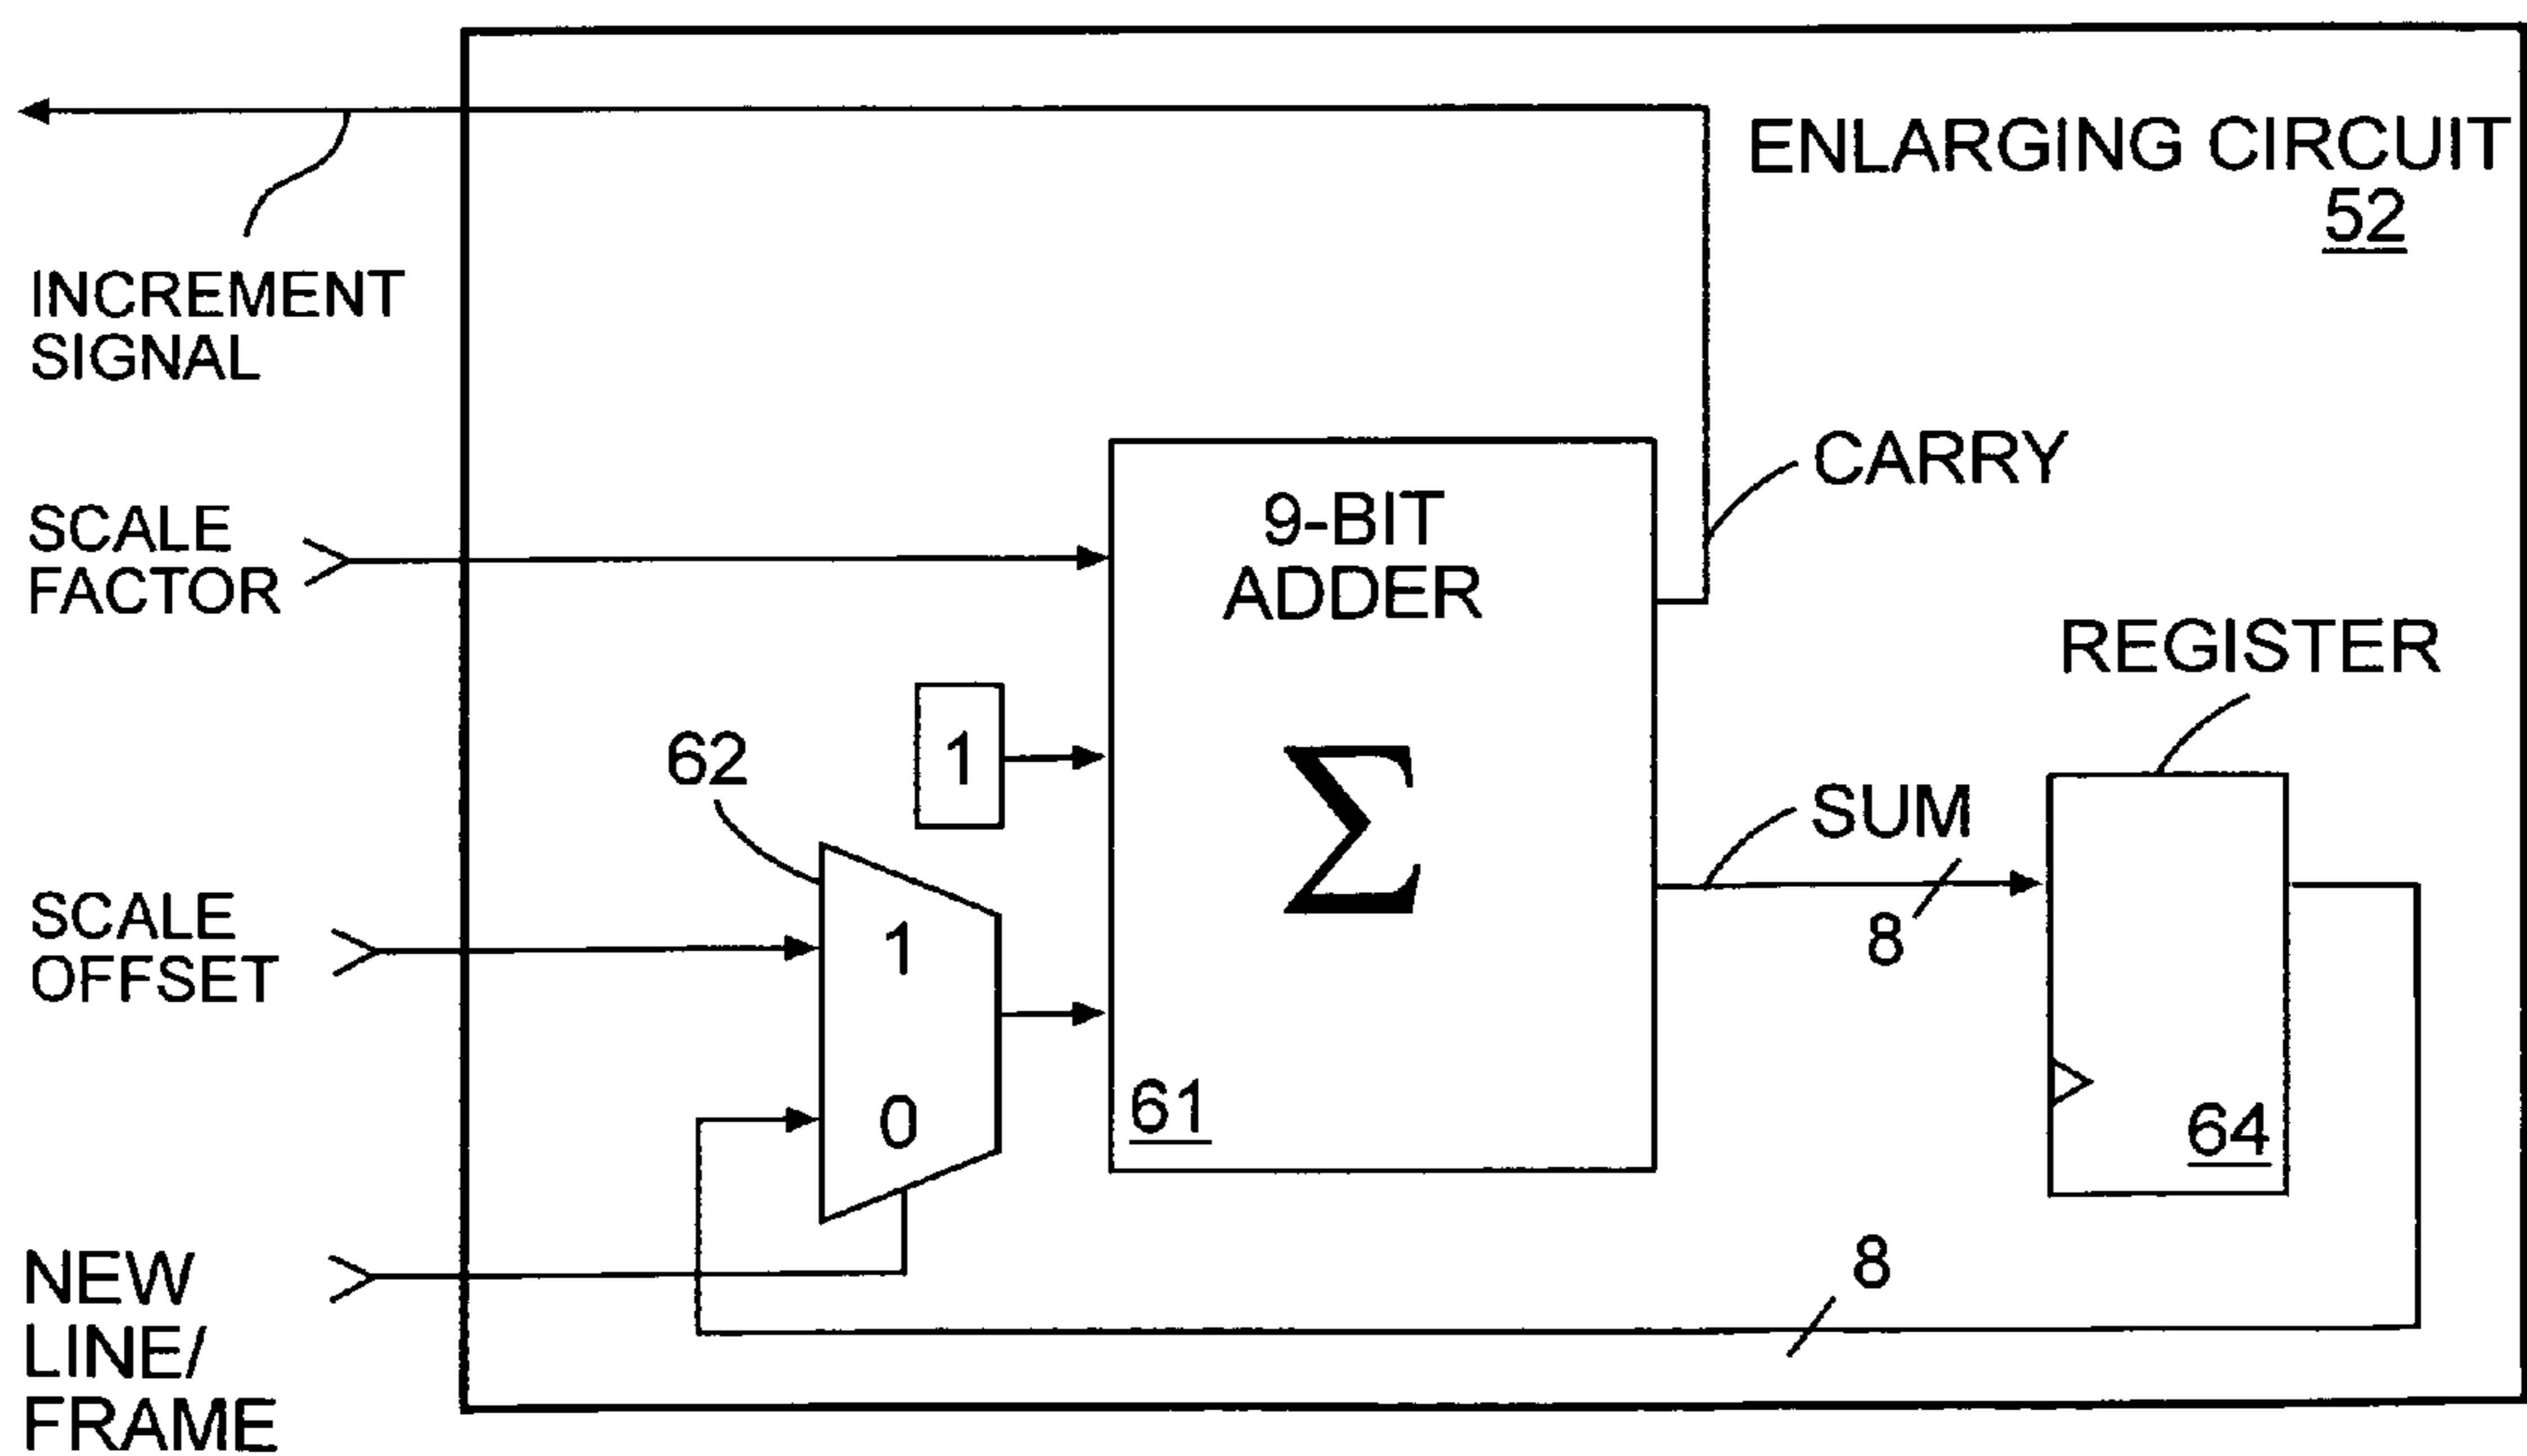 ENLARGING CIRCUIT
52
INCREMENT
SIGNAL
CARRY
SCALE
FACTOR
9-BIT
ADDER
REGISTER
1
62
Σ
SUM
8
SCALE
OFFSET
1
0
61
64
8
NEW
LINE/
FRAME